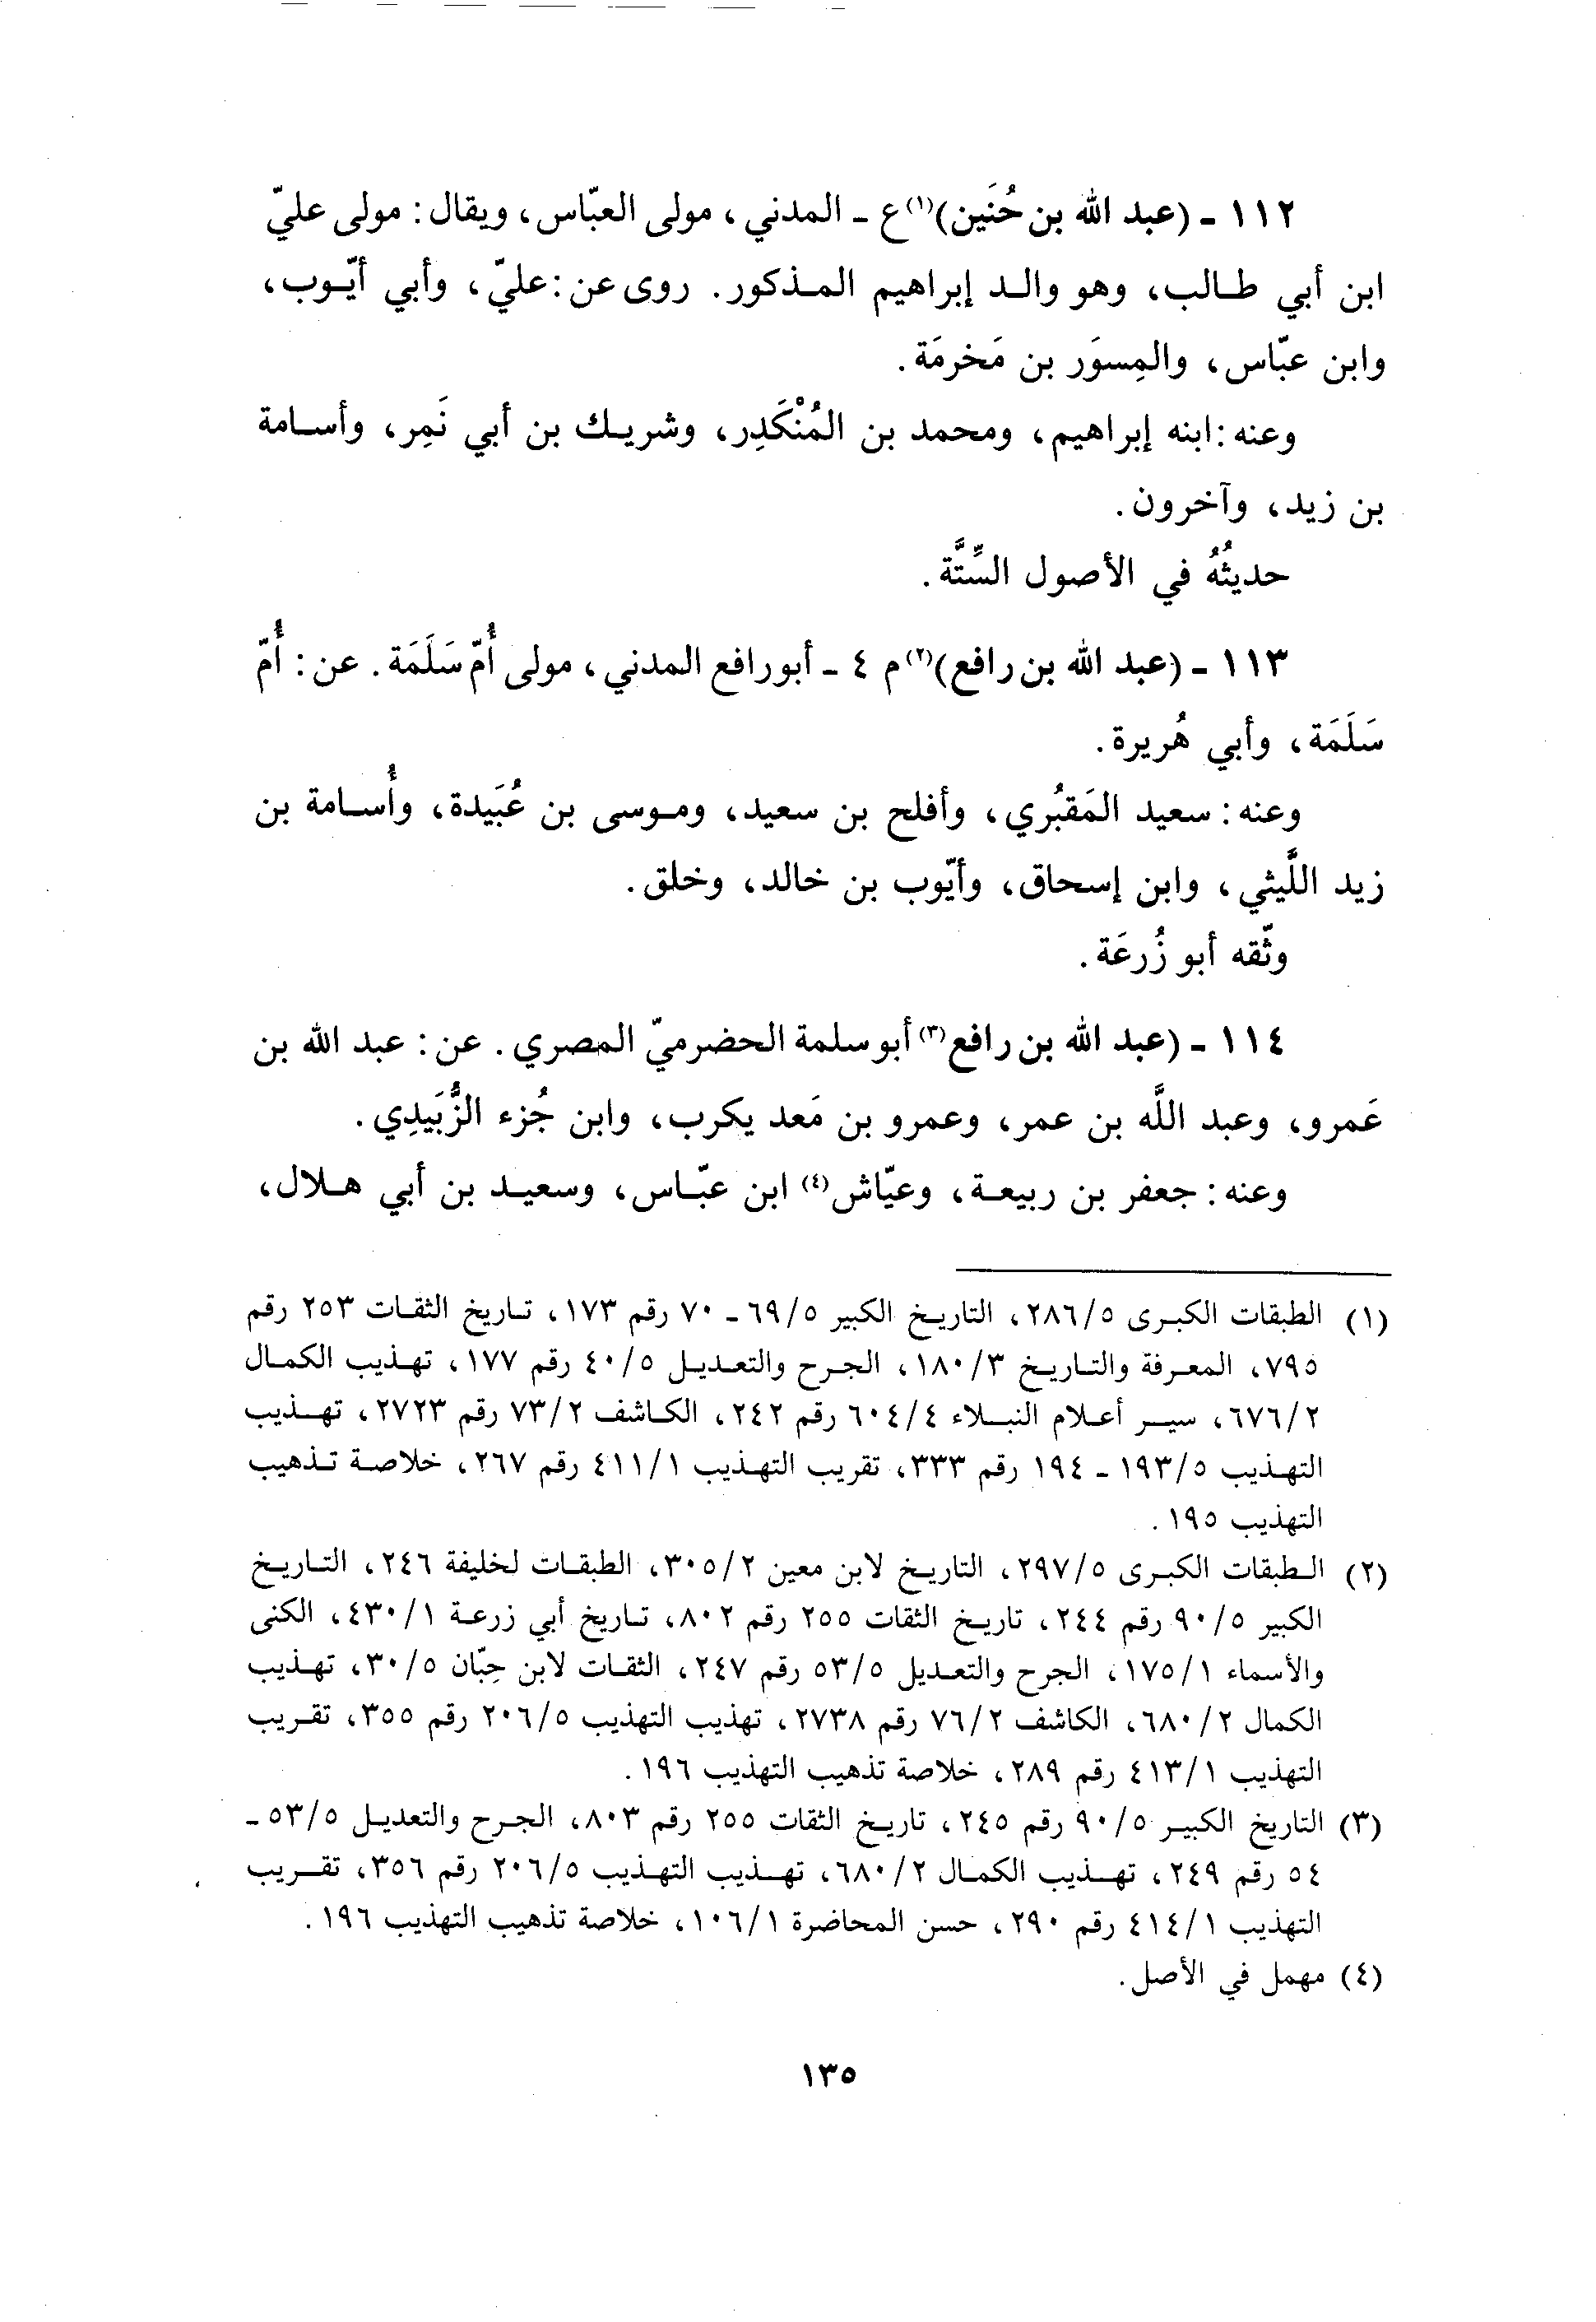 ١١٢ - (عبد الله بن حُنَين)(١) ع - المدني، مولى العبّاس، ويقال: مولى عليّ
ابن أبي طالب، وهو والد إبراهيم المذكور. روى عن: عليّ، وأبي أيّوب،
وابن عبّاس، والمِسوَر بن مَخرمَة.
وعنه: ابنه إبراهيم، ومحمد بن المُنْكَدِر، وشريك بن أبي نَمِر، وأسامة
بن زيد، وآخرون.
حديثُهُ في الأصول السِّتَّة.
١١٣ - (عبد الله بن رافع)(٢) م ٤ - أبو رافع المدني، مولى أُمّ سَلَمَة. عن: أُمّ
سَلَمَة، وأبي هُريرة.
وعنه: سعيد المَقبُري، وأفلح بن سعيد، وموسى بن عُبَيدة، وأُسامة بن
زيد اللَّيثي، وابن إسحاق، وأيّوب بن خالد، وخلق.
وثّقه أبو زُرعَة.
١١٤ - (عبد الله بن رافع(٣) أبو سلمة الحضرميّ المصري. عن: عبد الله بن
عَمرو، وعبد اللَّه بن عمر، وعمرو بن مَعد يكرب، وابن جُزء الزُّبَيدِي.
وعنه: جعفر بن ربيعة، وعيّاش(٤) ابن عبّاس، وسعيد بن أبي هلال،
(١) الطبقات الكبرى ٢٨٦/٥، التاريخ الكبير ٦٩/٥ - ٧٠ رقم ١٧٣، تاريخ الثقات ٢٥٣ رقم
٧٩٥، المعرفة والتاريخ ١٨٠/٣، الجرح والتعديل ٤٠/٥ رقم ١٧٧، تهذيب الكمال
٦٧٦/٢، سير أعلام النبلاء ٦٠٤/٤ رقم ٢٤٢، الكاشف ٧٣/٢ رقم ٢٧٢٣، تهذيب
التهذيب ١٩٣/٥ - ١٩٤ رقم ٣٣٣، تقريب التهذيب ٤١١/١ رقم ٢٦٧، خلاصة تذهيب
التهذيب ١٩٥.
(٢) الطبقات الكبرى ٢٩٧/٥، التاريخ لابن معين ٣٠٥/٢، الطبقات لخليفة ٢٤٦، التاريخ
الكبير ٩٠/٥ رقم ٢٤٤، تاريخ الثقات ٢٥٥ رقم ٨٠٢، تاريخ أبي زرعة ٤٣٠/١، الكنى
والأسماء ١٧٥/١، الجرح والتعديل ٥٣/٥ رقم ٢٤٧، الثقات لابن حِبّان ٣٠/٥، تهذيب
الكمال ٦٨٠/٢، الكاشف ٧٦/٢ رقم ٢٧٣٨، تهذيب التهذيب ٢٠٦/٥ رقم ٣٥٥، تقريب
التهذيب ٤١٣/١ رقم ٢٨٩، خلاصة تذهيب التهذيب ١٩٦.
(٣) التاريخ الكبير ٩٠/٥ رقم ٢٤٥، تاريخ الثقات ٢٥٥ رقم ٨٠٣، الجرح والتعديل ٥٣/٥ -
٥٤ رقم ٢٤٩، تهذيب الكمال ٦٨٠/٢، تهذيب التهذيب ٢٠٦/٥ رقم ٣٥٦، تقريب
التهذيب ٤١٤/١ رقم ٢٩٠، حسن المحاضرة ١٠٦/١، خلاصة تذهيب التهذيب ١٩٦.
(٤) مهمل في الأصل.
١٣٥